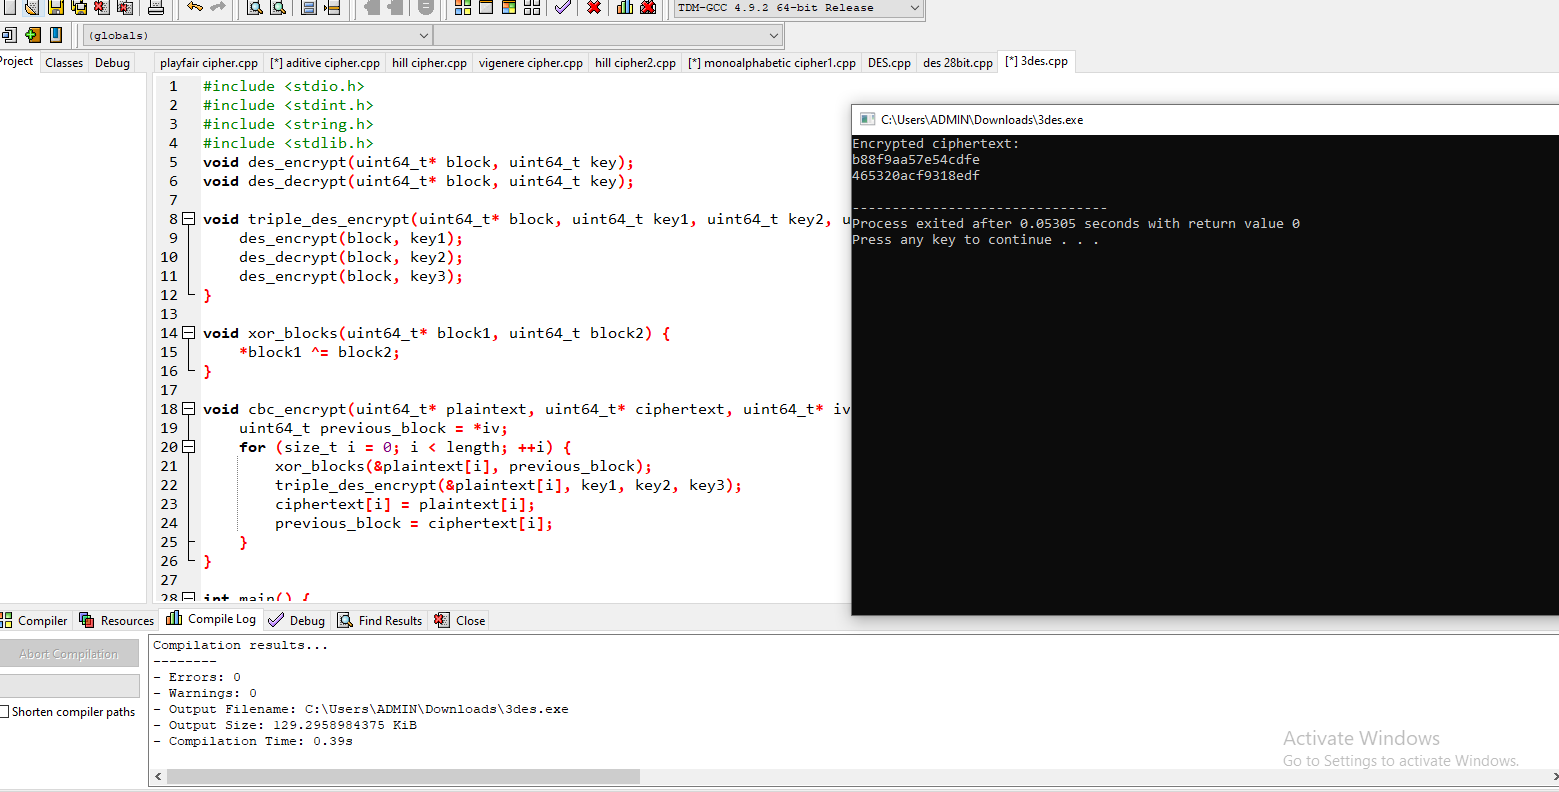 TDM-GCC 4.9.2 64-bit Release
(globals)
Project Classes Debug
playfair cipher.cpp [*] aditive cipher.cpp hill cipher.cpp vigenere cipher.cpp hill cipher2.cpp [*] monoalphabetic cipher1.cpp DES.cpp des 28bit.cpp [*] 3des.cpp
1 #include <stdio.h>
2 #include <stdint.h>
3 #include <string.h>
4 #include <stdlib.h>
5 void des_encrypt(uint64_t* block, uint64_t key);
6 void des_decrypt(uint64_t* block, uint64_t key);
7
8 void triple_des_encrypt(uint64_t* block, uint64_t key1, uint64_t key2, u
9 des_encrypt(block, key1);
10 des_decrypt(block, key2);
11 des_encrypt(block, key3);
12 }
13
14 void xor_blocks(uint64_t* block1, uint64_t block2) {
15 *block1 ^= block2;
16 }
17
18 void cbc_encrypt(uint64_t* plaintext, uint64_t* ciphertext, uint64_t* iv
19 uint64_t previous_block = *iv;
20 for (size_t i = 0; i < length; ++i) {
21 xor_blocks(&plaintext[i], previous_block);
22 triple_des_encrypt(&plaintext[i], key1, key2, key3);
23 ciphertext[i] = plaintext[i];
24 previous_block = ciphertext[i];
25 }
26 }
27
28 int main() {
C:\Users\ADMIN\Downloads\3des.exe
Encrypted ciphertext:
b88f9aa57e54cdfe
465320acf9318edf
--------------------------------
Process exited after 0.05305 seconds with return value 0
Press any key to continue . . .
Compiler Resources Compile Log Debug Find Results Close
Abort Compilation
Shorten compiler paths
Compilation results...
--------
- Errors: 0
- Warnings: 0
- Output Filename: C:\Users\ADMIN\Downloads\3des.exe
- Output Size: 129.2958984375 KiB
- Compilation Time: 0.39s
Activate Windows
Go to Settings to activate Windows.